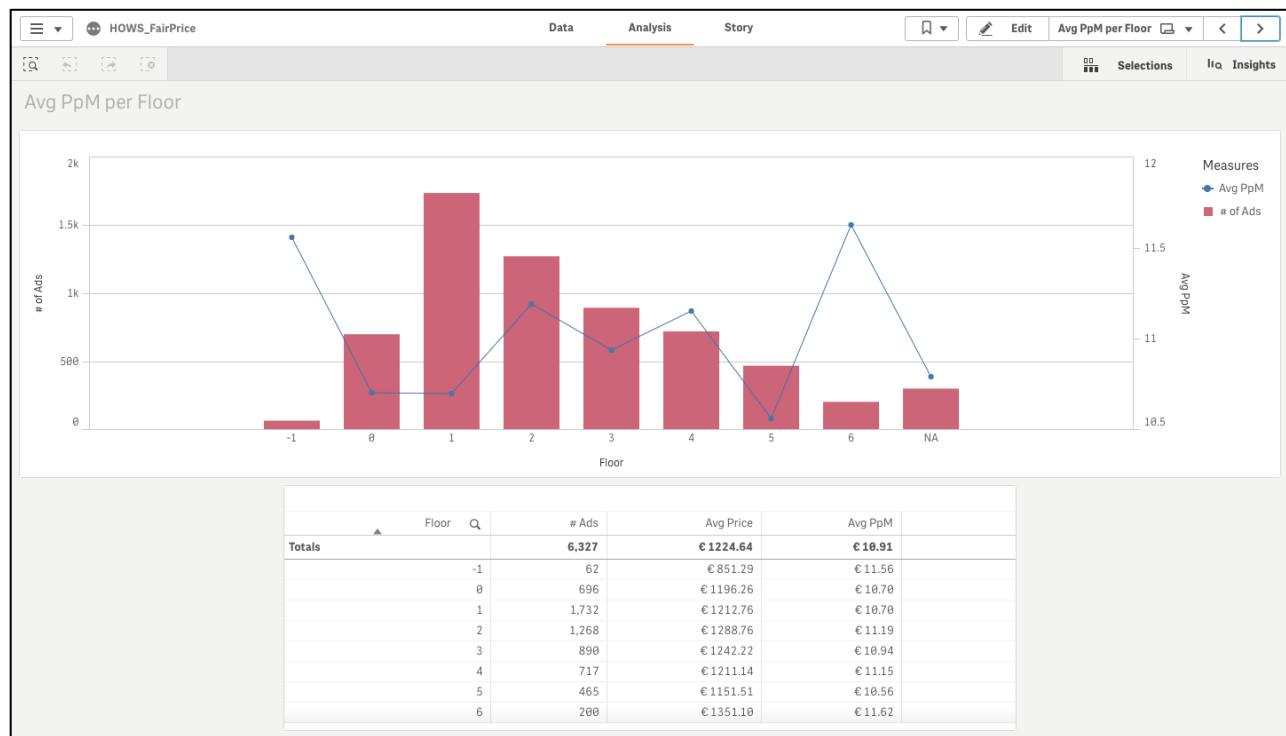 HOWS_FairPrice Data Analysis Story Edit Avg PpM per Floor
Selections Insights
Avg PpM per Floor
2k 12
1.5k 11.5
1k 11
500
0 10.5
# of Ads
Avg PpM
-1 0 1 2 3 4 5 6 NA
Floor
Measures
Avg PpM
# of Ads
Floor # Ads Avg Price Avg PpM
Totals 6,327 € 1224.64 € 10.91
-1 62 € 851.29 € 11.56
0 696 € 1196.26 € 10.70
1 1,732 € 1212.76 € 10.70
2 1,268 € 1288.76 € 11.19
3 890 € 1242.22 € 10.94
4 717 € 1211.14 € 11.15
5 465 € 1151.51 € 10.56
6 200 € 1351.10 € 11.62